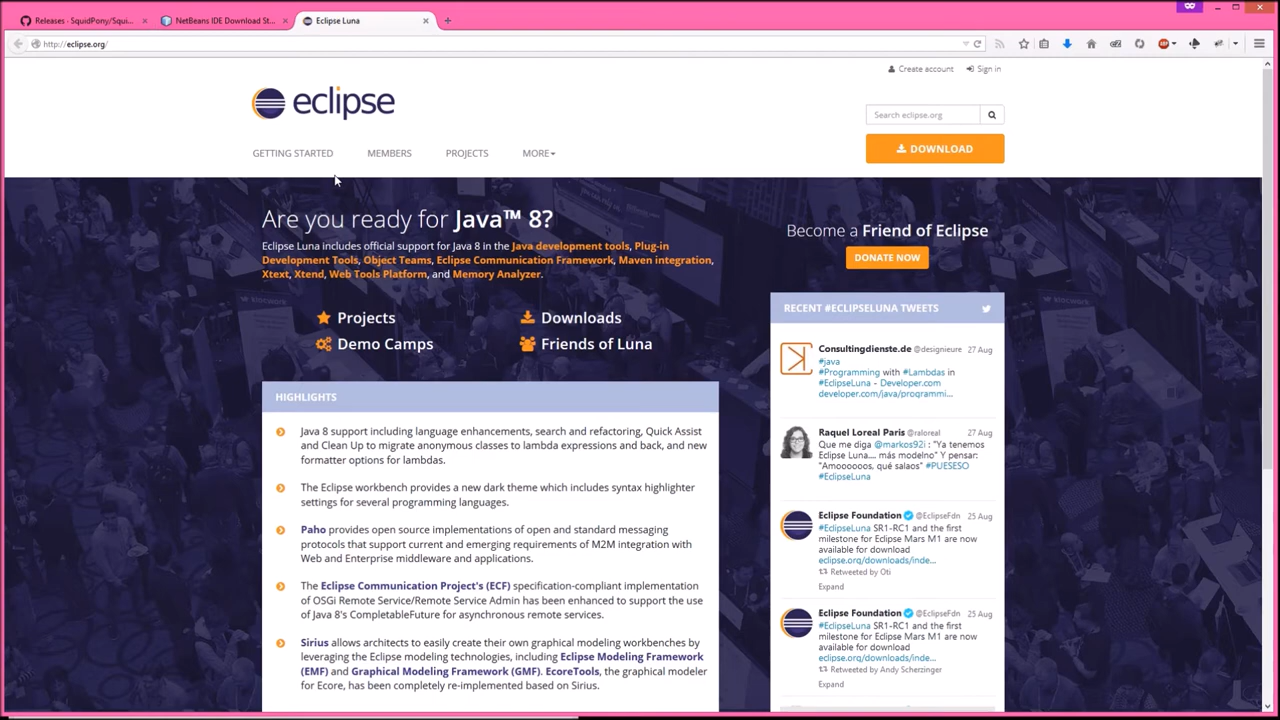 Releases - SquidPony/Squi...
NetBeans IDE Download St...
Eclipse Luna
http://eclipse.org/
Create account
Sign in
eclipse
Search eclipse.org
GETTING STARTED
MEMBERS
PROJECTS
MORE
DOWNLOAD
Are you ready for Java™ 8?
Eclipse Luna includes official support for Java 8 in the Java development tools, Plug-in
Development Tools, Object Teams, Eclipse Communication Framework, Maven integration,
Xtext, Xtend, Web Tools Platform, and Memory Analyzer.
Projects
Downloads
Demo Camps
Friends of Luna
Become a Friend of Eclipse
DONATE NOW
HIGHLIGHTS
Java 8 support including language enhancements, search and refactoring, Quick Assist
and Clean Up to migrate anonymous classes to lambda expressions and back, and new
formatter options for lambdas.
The Eclipse workbench provides a new dark theme which includes syntax highlighter
settings for several programming languages.
Paho provides open source implementations of open and standard messaging
protocols that support current and emerging requirements of M2M integration with
Web and Enterprise middleware and applications.
The Eclipse Communication Project's (ECF) specification-compliant implementation
of OSGi Remote Service/Remote Service Admin has been enhanced to support the use
of Java 8's CompletableFuture for asynchronous remote services.
Sirius allows architects to easily create their own graphical modeling workbenches by
leveraging the Eclipse modeling technologies, including Eclipse Modeling Framework
(EMF) and Graphical Modeling Framework (GMF). EcoreTools, the graphical modeler
for Ecore, has been completely re-implemented based on Sirius.
RECENT #ECLIPSELUNA TWEETS
Consultingdienste.de @designieure 27 Aug
#java
#Programming with #Lambdas in
#EclipseLuna - Developer.com
developer.com/java/programmi...
Raquel Loreal Paris @raloreal 27 Aug
Que me diga @markos92i : "Ya tenemos
Eclipse Luna.... más modelno" Y pensar:
"Amoooooos, qué salaos" #PUESESO
#EclipseLuna
Eclipse Foundation @EclipseFdn 25 Aug
#EclipseLuna SR1-RC1 and the first
milestone for Eclipse Mars M1 are now
available for download
eclipse.org/downloads/inde...
Retweeted by Oti
Expand
Eclipse Foundation @EclipseFdn 25 Aug
#EclipseLuna SR1-RC1 and the first
milestone for Eclipse Mars M1 are now
available for download
eclipse.org/downloads/inde...
Retweeted by Andy Scherzinger
Expand